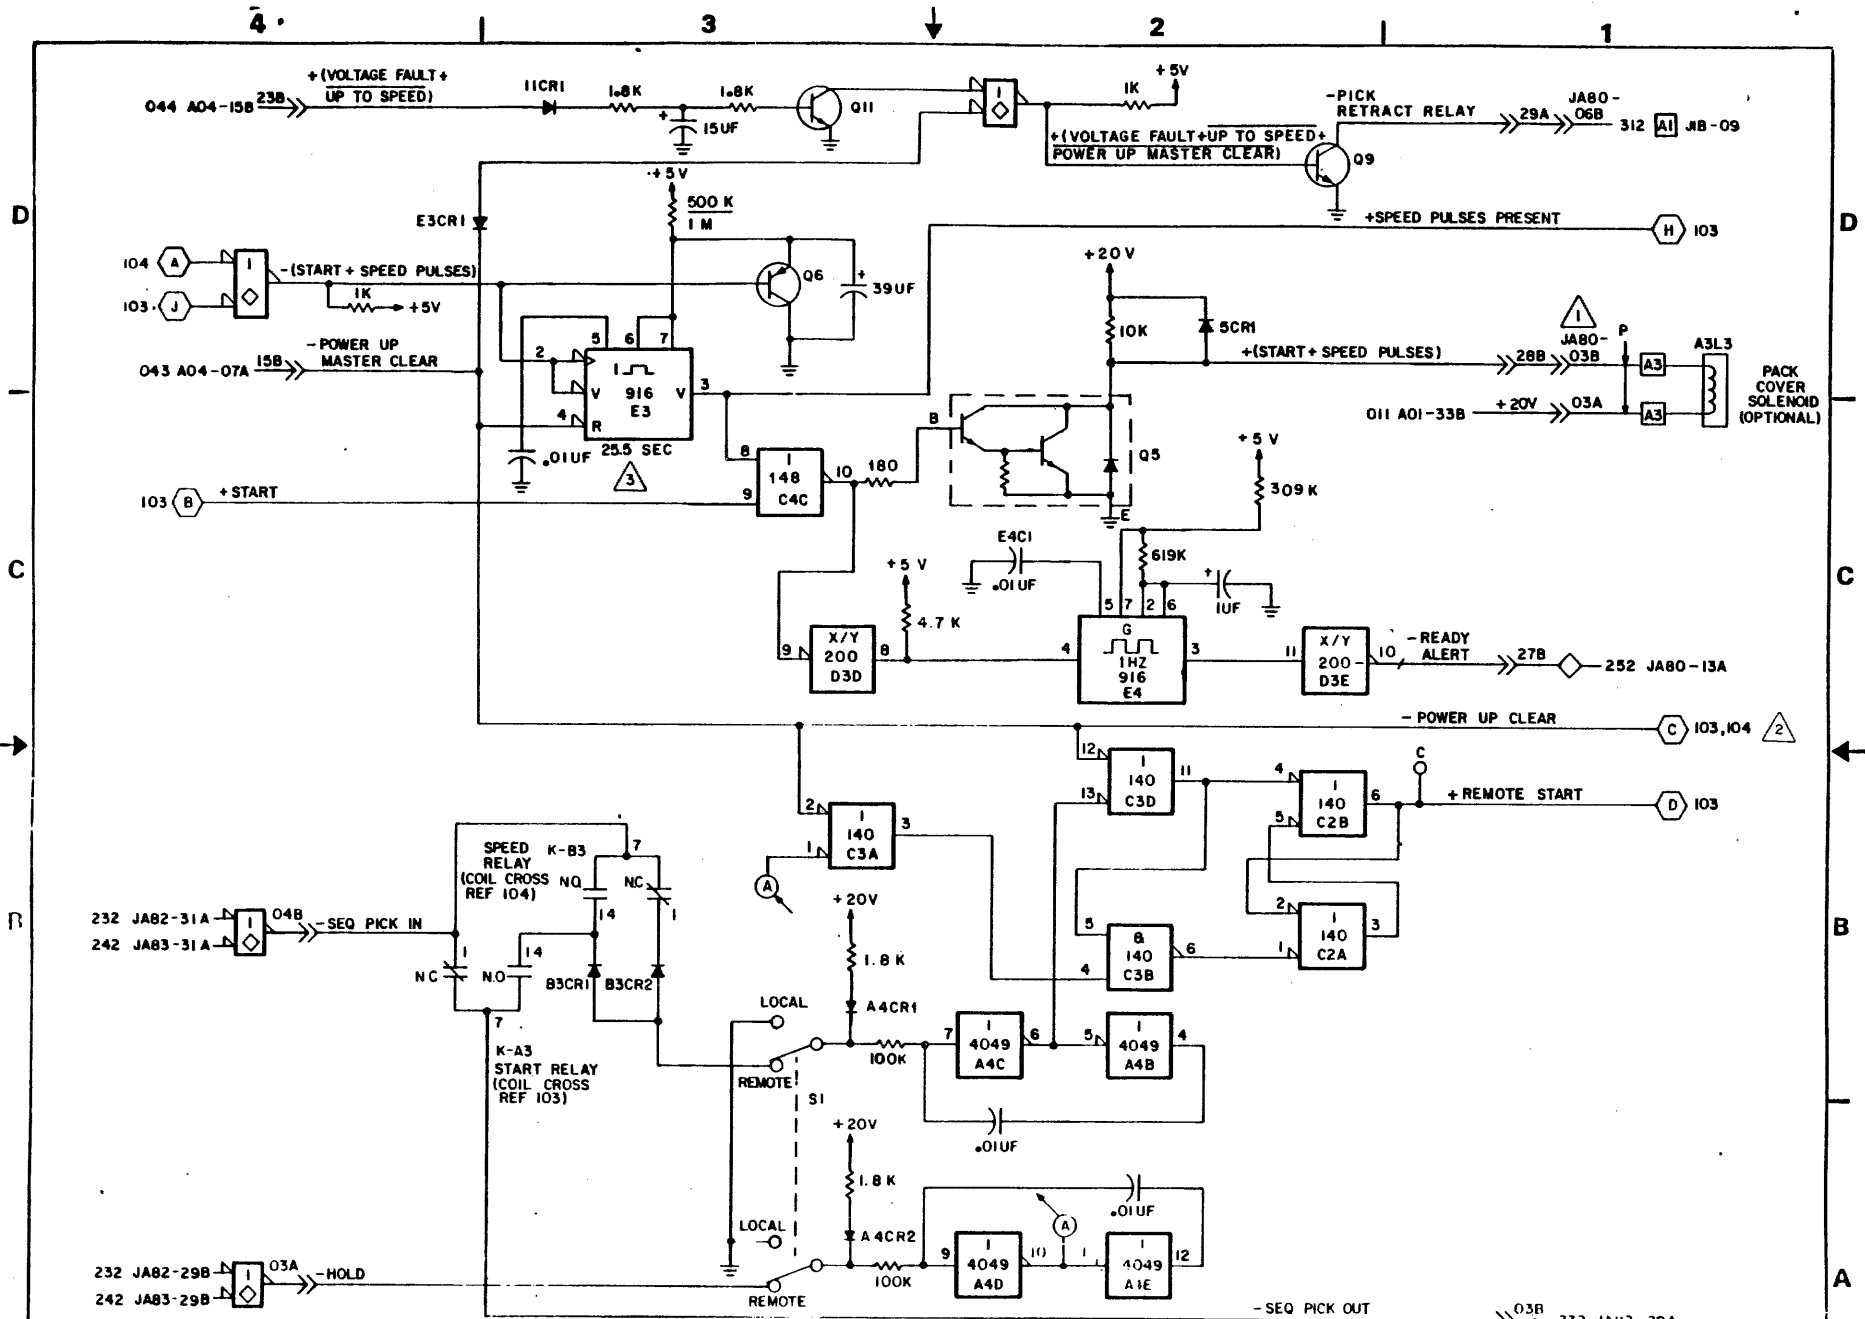 4
3
2
1
+(VOLTAGE FAULT+
UP TO SPEED)
044 A04-15B
23B
11CR1
1.8K
1.8K
15UF
+
Q11
1
1K
+5V
-PICK
RETRACT RELAY
29A
JA80-
06B
312
A1
J1B-09
+(VOLTAGE FAULT+UP TO SPEED+
POWER UP MASTER CLEAR)
Q9
D
D
+5V
500 K
1 M
E3CR1
+SPEED PULSES PRESENT
H
103
104
A
103
J
1
-(START + SPEED PULSES)
1K
+5V
Q6
+
39UF
+20V
10K
5CR1
+(START+SPEED PULSES)
28B
1
JA80-
03B
P
A3
A3L3
PACK
COVER
SOLENOID
(OPTIONAL)
043 A04-07A
15B
-POWER UP
MASTER CLEAR
5
6
7
2
1
V
916
V
3
E3
4
R
25.5 SEC
3
.01UF
011 A01-33B
+20V
03A
A3
B
Q5
E
+5 V
309K
8
1
148
C4C
9
10
180
103
B
+START
C
C
E4C1
.01UF
619K
+
1UF
+5 V
4.7 K
9
X/Y
200
D3D
8
4
5
7
2
6
G
1HZ
916
E4
3
11
X/Y
200
D3E
10
-READY
ALERT
27B
252 JA80-13A
-POWER UP CLEAR
C
103,104
2
12
1
140
C3D
13
11
4
1
140
C2B
5
6
C
+REMOTE START
D
103
2
1
140
C3A
1
3
A
SPEED
RELAY
(COIL CROSS
REF 104)
K-B3
7
N.O.
N.C.
14
1
B
232 JA82-31A
242 JA83-31A
1
04B
-SEQ PICK IN
1
14
N.C
N.O
B3CR1
B3CR2
7
K-A3
START RELAY
(COIL CROSS
REF 103)
+20V
1.8K
A4CR1
5
&
140
C3B
4
6
2
1
140
C2A
1
3
LOCAL
REMOTE
S1
100K
7
1
4049
A4C
6
5
1
4049
A4B
4
.01UF
+20V
1.8K
A4CR2
LOCAL
REMOTE
100K
9
1
4049
A4D
10
A
1
1
4049
12
.01UF
A
232 JA82-29B
242 JA83-29B
1
03A
-HOLD
-SEQ PICK OUT
03B